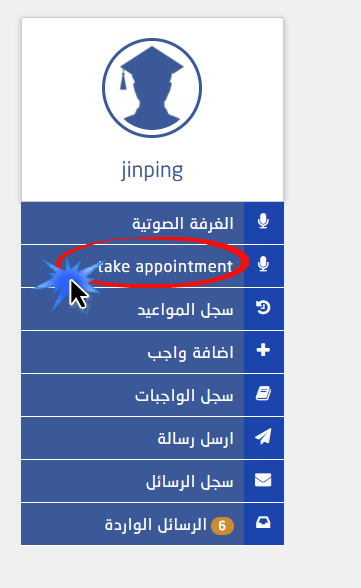 jinping
الغرفة الصوتية
take appointment
سجل المواعيد
اضافة واجب
سجل الواجبات
ارسل رسالة
سجل الرسائل
الرسائل الواردة 6